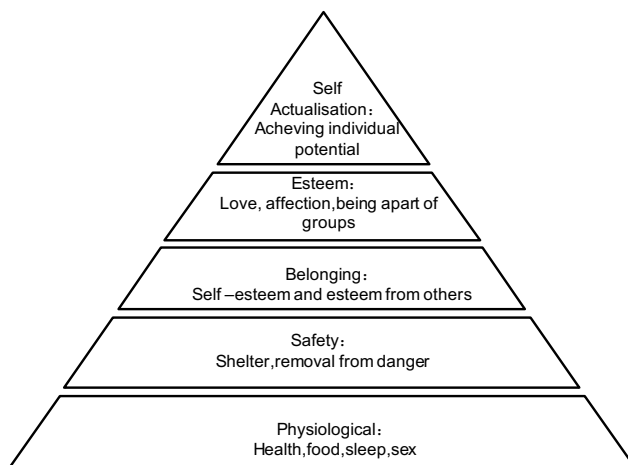 Self
Actualisation：
Acheving individual
potential
Esteem：
Love, affection,being apart of
groups
Belonging：
Self –esteem and esteem from others
Safety：
Shelter,removal from danger
Physiological：
Health,food,sleep,sex